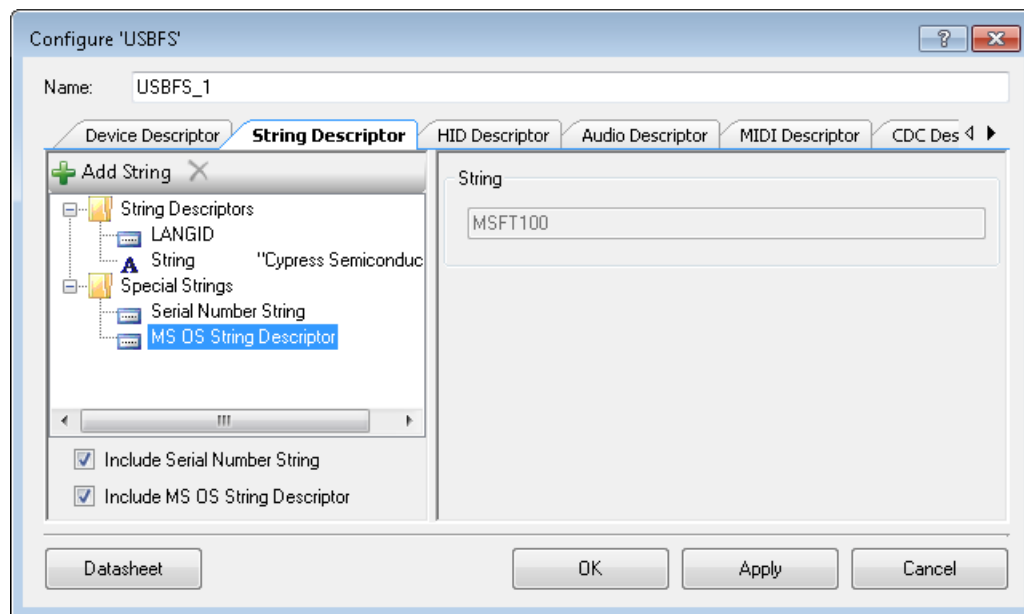 Configure 'USBFS'
Name: USBFS_1
Device Descriptor String Descriptor HID Descriptor Audio Descriptor MIDI Descriptor CDC Des
Add String
String Descriptors
LANGID
String "Cypress Semiconduc
Special Strings
Serial Number String
MS OS String Descriptor
Include Serial Number String
Include MS OS String Descriptor
String
MSFT100
Datasheet OK Apply Cancel